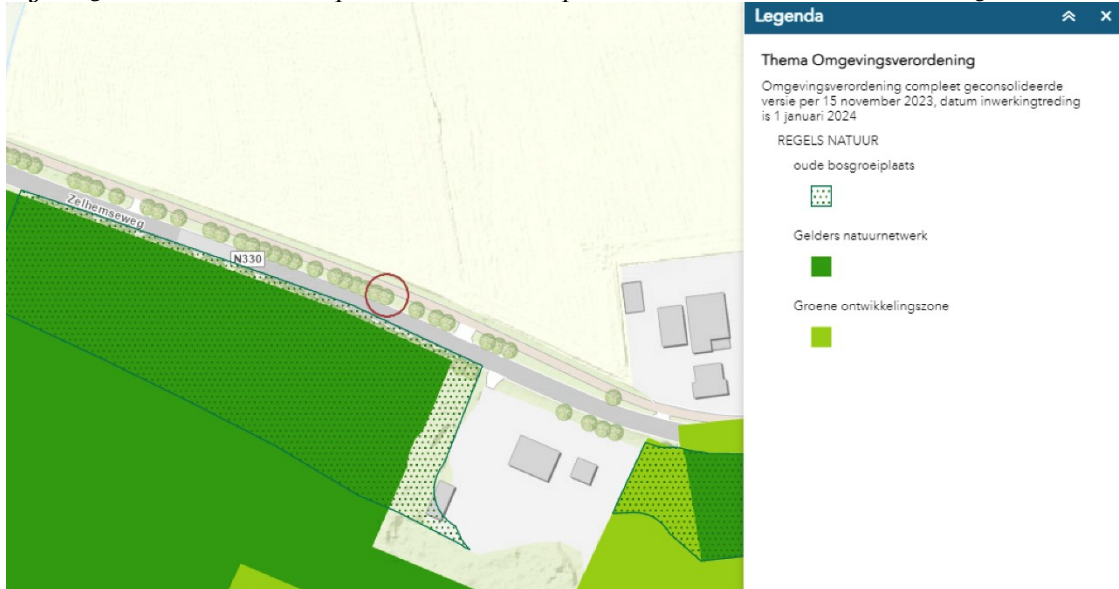 Legenda
Thema Omgevingsverordening
Omgevingsverordening compleet geconsolideerde
versie per 15 november 2023, datum inwerkingtreding
is 1 januari 2024
REGELS NATUUR
oude bosgroeiplaats
Gelders natuurnetwerk
Groene ontwikkelingszone
Zelhemseweg
N330